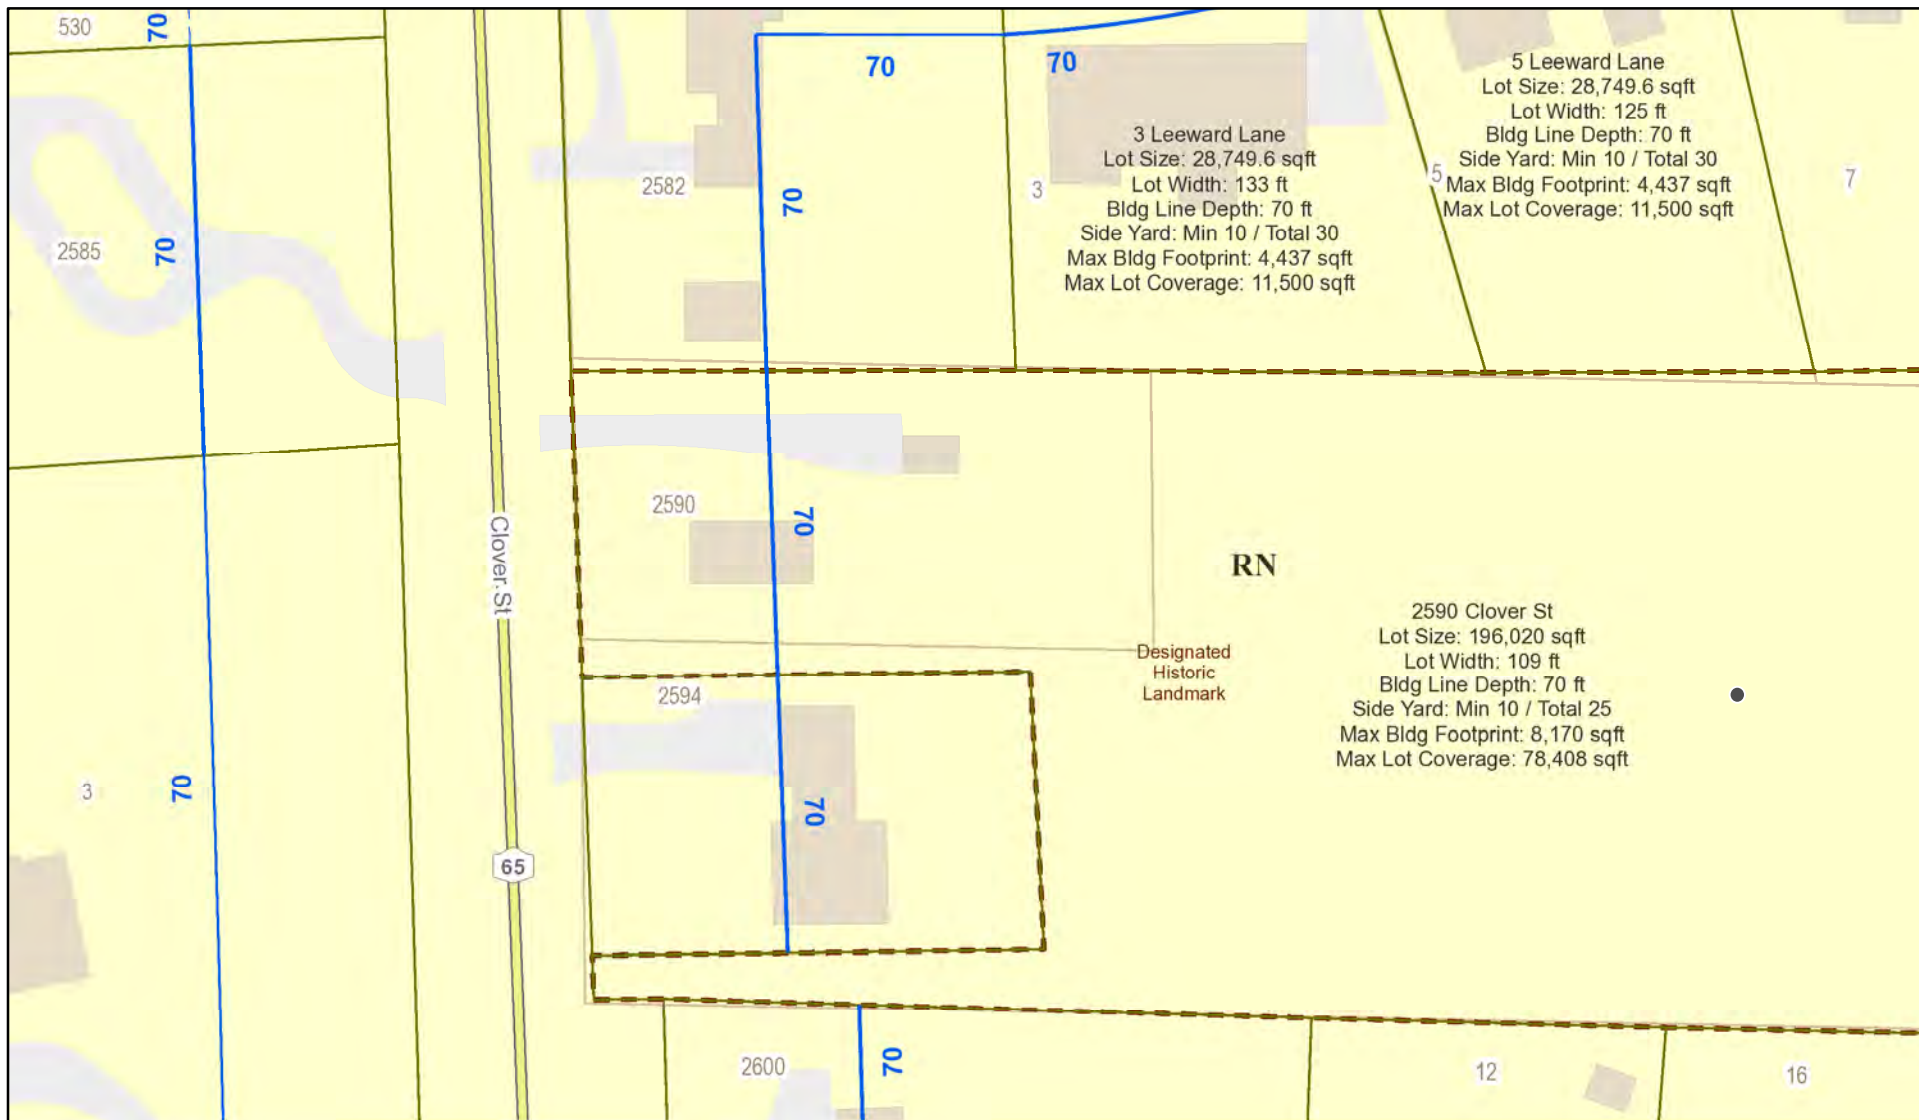 530
70
70
70
5 Leeward Lane
Lot Size: 28,749.6 sqft
Lot Width: 125 ft
Bldg Line Depth: 70 ft
Side Yard: Min 10 / Total 30
Max Bldg Footprint: 4,437 sqft
Max Lot Coverage: 11,500 sqft
3 Leeward Lane
Lot Size: 28,749.6 sqft
Lot Width: 133 ft
Bldg Line Depth: 70 ft
Side Yard: Min 10 / Total 30
Max Bldg Footprint: 4,437 sqft
Max Lot Coverage: 11,500 sqft
2582
70
3
5
7
2585
70
2590
70
Clover St
RN
2590 Clover St
Lot Size: 196,020 sqft
Lot Width: 109 ft
Bldg Line Depth: 70 ft
Side Yard: Min 10 / Total 25
Max Bldg Footprint: 8,170 sqft
Max Lot Coverage: 78,408 sqft
Designated
Historic
Landmark
2594
3
70
70
65
2600
70
12
16